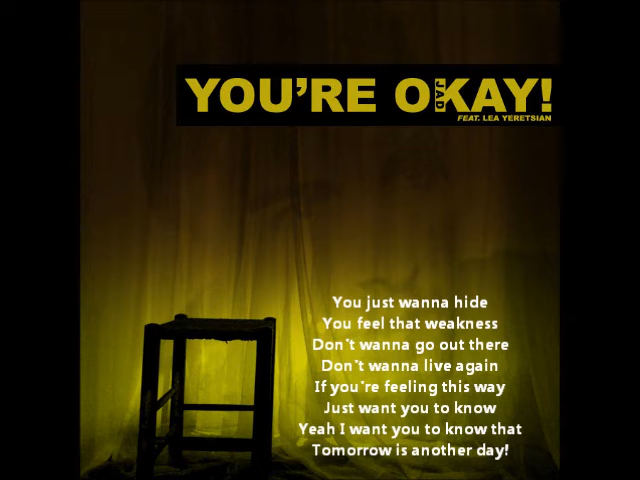 YOU'RE OKAY!
JAD
FEAT. LEA YERETSIAN
You just wanna hide
You feel that weakness
Don't wanna go out there
Don't wanna live again
If you're feeling this way
Just want you to know
Yeah I want you to know that
Tomorrow is another day!